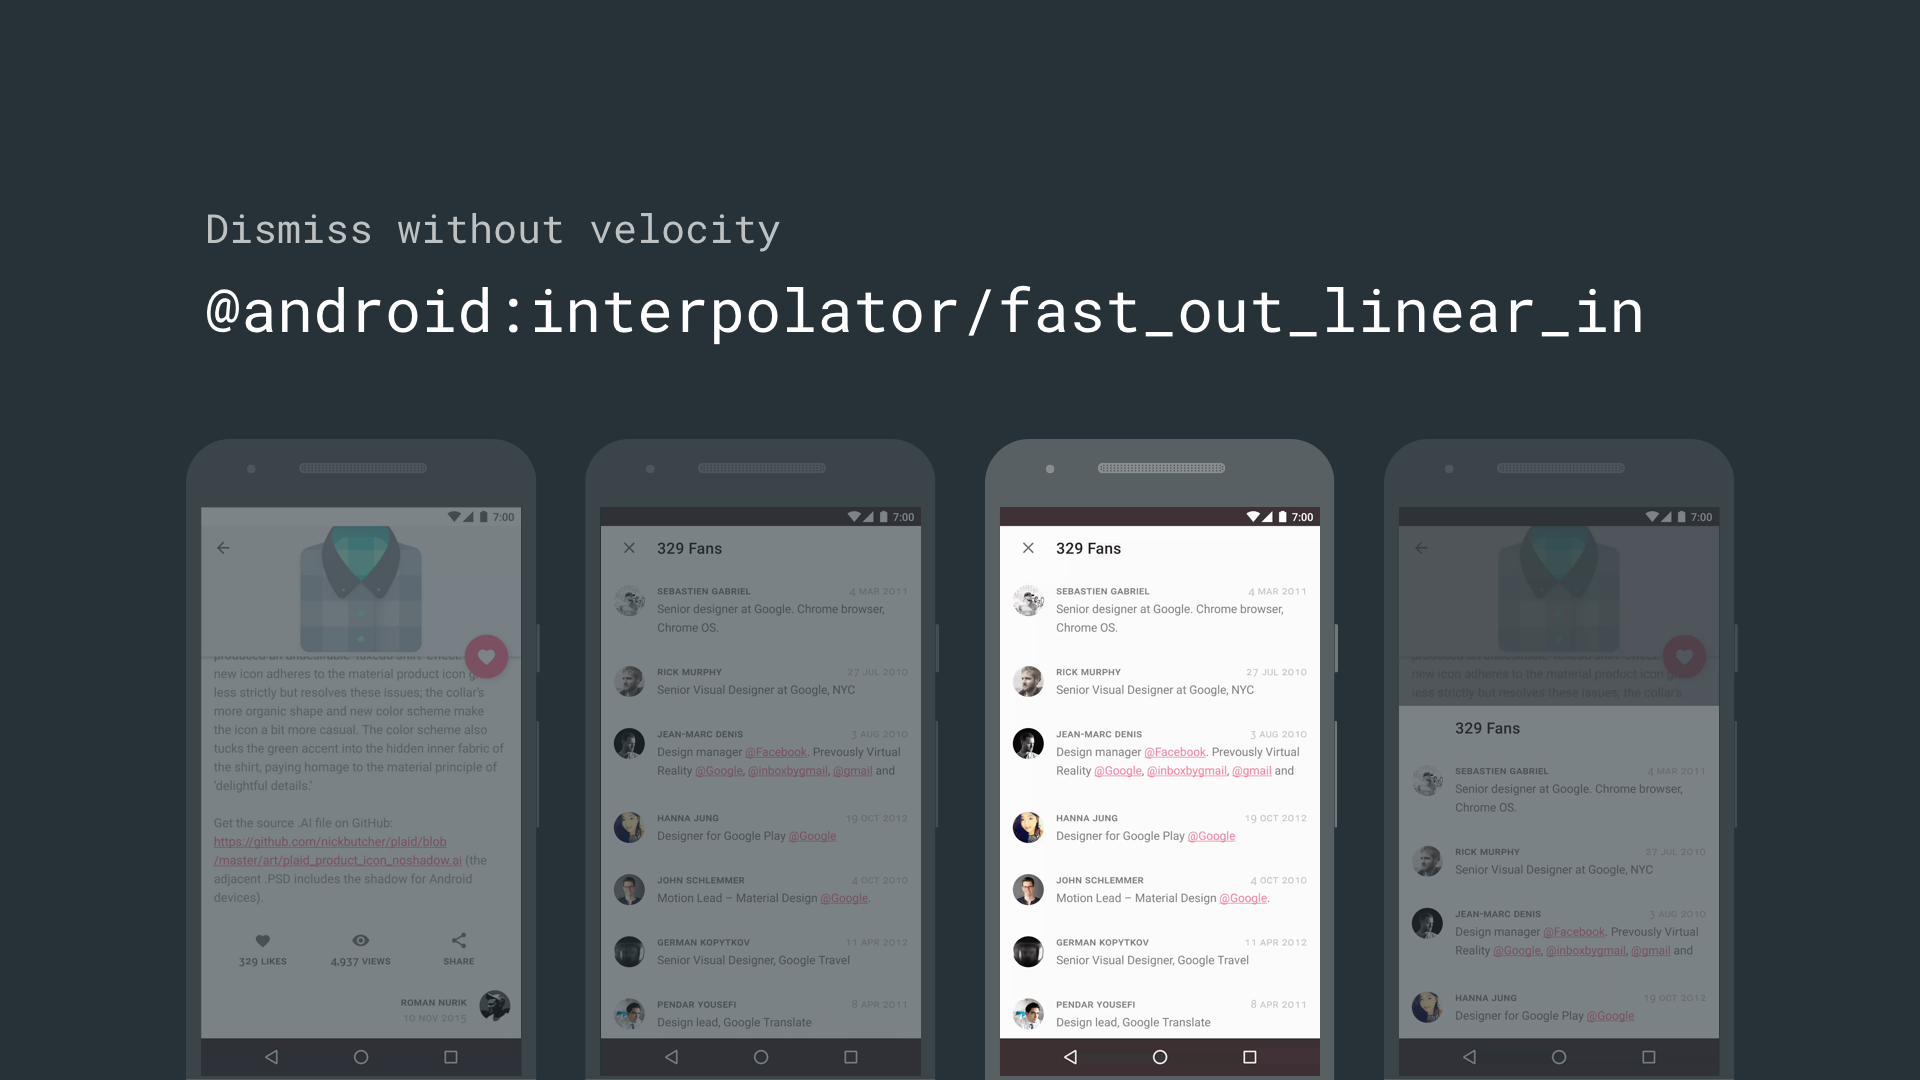 Dismiss without velocity
@android:interpolator/fast_out_linear_in
7:00
new icon adheres to the material product icon g
less strictly but resolves these issues; the collar's
more organic shape and new color scheme make
the icon a bit more casual. The color scheme also
tucks the green accent into the hidden inner fabric of
the shirt, paying homage to the material principle of
'delightful details.'
Get the source .AI file on GitHub:
https://github.com/nickbutcher/plaid/blob
/master/art/plaid_product_icon_noshadow.ai (the
adjacent .PSD includes the shadow for Android
devices).
329 LIKES
4,937 VIEWS
SHARE
ROMAN NURIK
10 NOV 2015
7:00
329 Fans
SEBASTIEN GABRIEL 4 MAR 2011
Senior designer at Google. Chrome browser,
Chrome OS.
RICK MURPHY 27 JUL 2010
Senior Visual Designer at Google, NYC
JEAN-MARC DENIS 3 AUG 2010
Design manager @Facebook. Prevously Virtual
Reality @Google, @inboxbygmail, @gmail and
HANNA JUNG 19 OCT 2012
Designer for Google Play @Google
JOHN SCHLEMMER 4 OCT 2010
Motion Lead – Material Design @Google.
GERMAN KOPYTKOV 11 APR 2012
Senior Visual Designer, Google Travel
PENDAR YOUSEFI 8 APR 2011
Design lead, Google Translate
7:00
329 Fans
SEBASTIEN GABRIEL 4 MAR 2011
Senior designer at Google. Chrome browser,
Chrome OS.
RICK MURPHY 27 JUL 2010
Senior Visual Designer at Google, NYC
JEAN-MARC DENIS 3 AUG 2010
Design manager @Facebook. Prevously Virtual
Reality @Google, @inboxbygmail, @gmail and
HANNA JUNG 19 OCT 2012
Designer for Google Play @Google
JOHN SCHLEMMER 4 OCT 2010
Motion Lead – Material Design @Google.
GERMAN KOPYTKOV 11 APR 2012
Senior Visual Designer, Google Travel
PENDAR YOUSEFI 8 APR 2011
Design lead, Google Translate
7:00
new icon adheres to the material product icon g
less strictly but resolves these issues; the collar's
329 Fans
SEBASTIEN GABRIEL 4 MAR 2011
Senior designer at Google. Chrome browser,
Chrome OS.
RICK MURPHY 27 JUL 2010
Senior Visual Designer at Google, NYC
JEAN-MARC DENIS 3 AUG 2010
Design manager @Facebook. Prevously Virtual
Reality @Google, @inboxbygmail, @gmail and
HANNA JUNG 19 OCT 2012
Designer for Google Play @Google